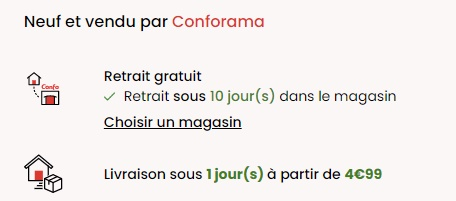 Neuf et vendu par Conforama
Confo
Retrait gratuit
Retrait sous 10 jour(s) dans le magasin
Choisir un magasin
Livraison sous 1 jour(s) à partir de 4€99